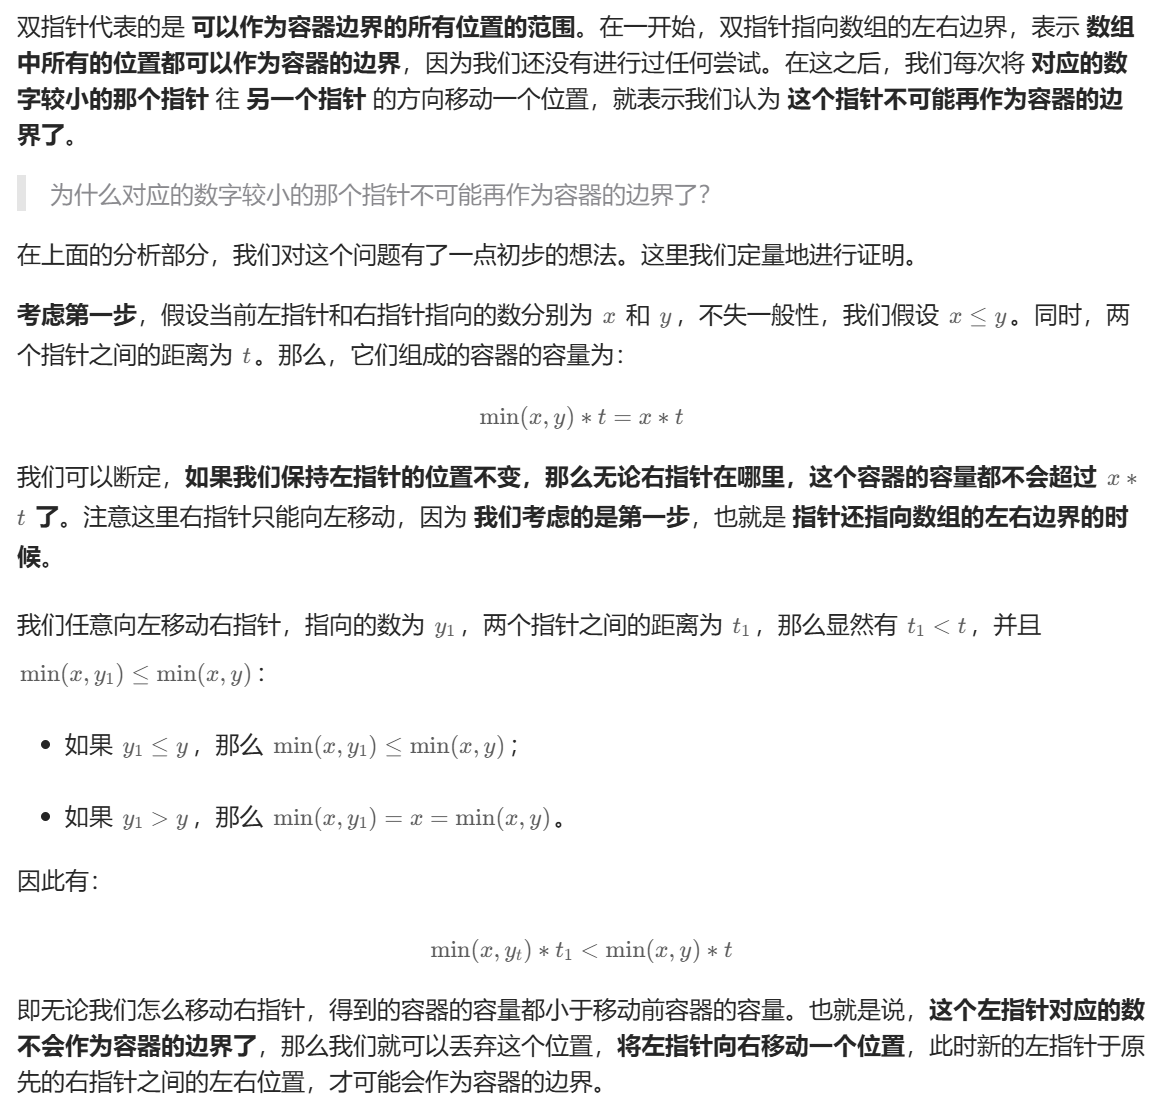 双指针代表的是 可以作为容器边界的所有位置的范围。在一开始，双指针指向数组的左右边界，表示 数组
中所有的位置都可以作为容器的边界，因为我们还没有进行过任何尝试。在这之后，我们每次将 对应的数
字较小的那个指针 往 另一个指针 的方向移动一个位置，就表示我们认为 这个指针不可能再作为容器的边
界了。
为什么对应的数字较小的那个指针不可能再作为容器的边界了？
在上面的分析部分，我们对这个问题有了一点初步的想法。这里我们定量地进行证明。
考虑第一步，假设当前左指针和右指针指向的数分别为 x 和 y，不失一般性，我们假设 x ≤ y。同时，两
个指针之间的距离为 t。那么，它们组成的容器的容量为：
min(x, y) ∗ t = x ∗ t
我们可以断定，如果我们保持左指针的位置不变，那么无论右指针在哪里，这个容器的容量都不会超过 x ∗
t 了。注意这里右指针只能向左移动，因为 我们考虑的是第一步，也就是 指针还指向数组的左右边界的时
候。
我们任意向左移动右指针，指向的数为 y₁，两个指针之间的距离为 t₁，那么显然有 t₁ < t，并且
min(x, y₁) ≤ min(x, y)：
• 如果 y₁ ≤ y，那么 min(x, y₁) ≤ min(x, y)；
• 如果 y₁ > y，那么 min(x, y₁) = x = min(x, y)。
因此有：
min(x, yₜ) ∗ t₁ < min(x, y) ∗ t
即无论我们怎么移动右指针，得到的容器的容量都小于移动前容器的容量。也就是说，这个左指针对应的数
不会作为容器的边界了，那么我们就可以丢弃这个位置，将左指针向右移动一个位置，此时新的左指针于原
先的右指针之间的左右位置，才可能会作为容器的边界。